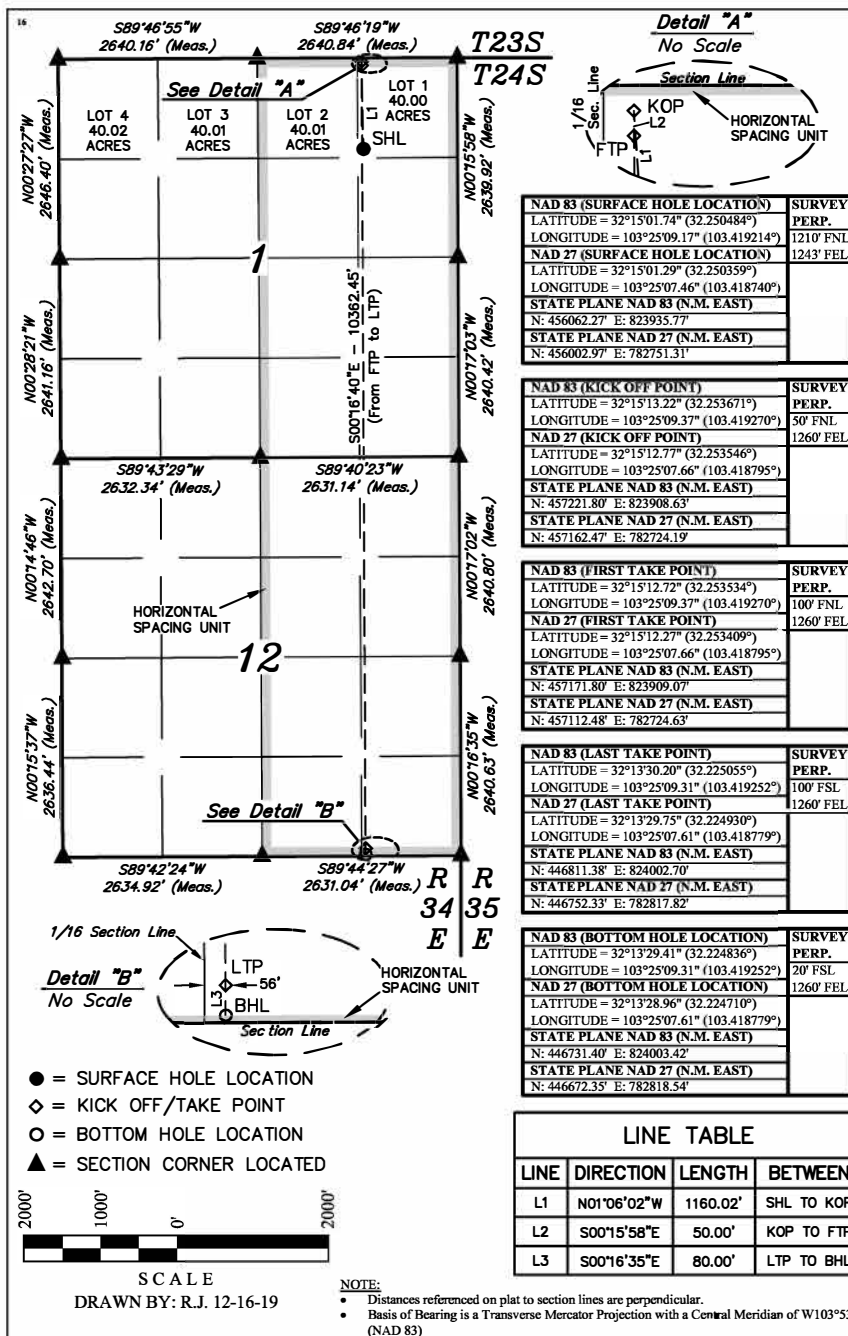 16
S89°46'55"W
2640.16' (Meas.)
S89°46'19"W
2640.84' (Meas.)
T23S
T24S
See Detail "A"
LOT 4
40.02
ACRES
LOT 3
40.01
ACRES
LOT 2
40.01
ACRES
LOT 1
40.00
ACRES
L1
SHL
N00°27'27"W
2646.40' (Meas.)
N00°15'58"W
2639.92' (Meas.)
1
S00°16'40"E – 10362.45'
(From FTP to LTP)
N00°28'21"W
2641.16' (Meas.)
N00°17'03"W
2640.42' (Meas.)
S89°43'29"W
2632.34' (Meas.)
S89°40'23"W
2631.14' (Meas.)
N00°14'46"W
2642.70' (Meas.)
N00°17'02"W
2640.80' (Meas.)
HORIZONTAL
SPACING UNIT
12
N00°15'37"W
2636.44' (Meas.)
N00°16'35"W
2640.63' (Meas.)
See Detail "B"
S89°42'24"W
2634.92' (Meas.)
S89°44'27"W
2631.04' (Meas.)
R R
34 35
E E
1/16 Section Line
Detail "B"
No Scale
LTP
56'
L3
BHL
HORIZONTAL
SPACING UNIT
Section Line
● = SURFACE HOLE LOCATION
◇ = KICK OFF/TAKE POINT
○ = BOTTOM HOLE LOCATION
▲ = SECTION CORNER LOCATED
2000'
1000'
0'
2000'
SCALE
DRAWN BY: R.J. 12-16-19
Detail "A"
No Scale
1/16
Sec. Line
Section Line
KOP
L2
FTP
L1
HORIZONTAL
SPACING UNIT
NAD 83 (SURFACE HOLE LOCATION) SURVEY
LATITUDE = 32°15'01.74" (32.250484°) PERP.
LONGITUDE = 103°25'09.17" (103.419214°) 1210' FNL
NAD 27 (SURFACE HOLE LOCATION) 1243' FEL
LATITUDE = 32°15'01.29" (32.250359°)
LONGITUDE = 103°25'07.46" (103.418740°)
STATE PLANE NAD 83 (N.M. EAST)
N: 456062.27' E: 823935.77'
STATE PLANE NAD 27 (N.M. EAST)
N: 456002.97' E: 782751.31'
NAD 83 (KICK OFF POINT) SURVEY
LATITUDE = 32°15'13.22" (32.253671°) PERP.
LONGITUDE = 103°25'09.37" (103.419270°) 50' FNL
NAD 27 (KICK OFF POINT) 1260' FEL
LATITUDE = 32°15'12.77" (32.253546°)
LONGITUDE = 103°25'07.66" (103.418795°)
STATE PLANE NAD 83 (N.M. EAST)
N: 457221.80' E: 823908.63'
STATE PLANE NAD 27 (N.M. EAST)
N: 457162.47' E: 782724.19'
NAD 83 (FIRST TAKE POINT) SURVEY
LATITUDE = 32°15'12.72" (32.253534°) PERP.
LONGITUDE = 103°25'09.37" (103.419270°) 100' FNL
NAD 27 (FIRST TAKE POINT) 1260' FEL
LATITUDE = 32°15'12.27" (32.253409°)
LONGITUDE = 103°25'07.66" (103.418795°)
STATE PLANE NAD 83 (N.M. EAST)
N: 457171.80' E: 823909.07'
STATE PLANE NAD 27 (N.M. EAST)
N: 457112.48' E: 782724.63'
NAD 83 (LAST TAKE POINT) SURVEY
LATITUDE = 32°13'30.20" (32.225055°) PERP.
LONGITUDE = 103°25'09.31" (103.419252°) 100' FSL
NAD 27 (LAST TAKE POINT) 1260' FEL
LATITUDE = 32°13'29.75" (32.224930°)
LONGITUDE = 103°25'07.61" (103.418779°)
STATE PLANE NAD 83 (N.M. EAST)
N: 446811.38' E: 824002.70'
STATE PLANE NAD 27 (N.M. EAST)
N: 446752.33' E: 782817.82'
NAD 83 (BOTTOM HOLE LOCATION) SURVEY
LATITUDE = 32°13'29.41" (32.224836°) PERP.
LONGITUDE = 103°25'09.31" (103.419252°) 20' FSL
NAD 27 (BOTTOM HOLE LOCATION) 1260' FEL
LATITUDE = 32°13'28.96" (32.224710°)
LONGITUDE = 103°25'07.61" (103.418779°)
STATE PLANE NAD 83 (N.M. EAST)
N: 446731.40' E: 824003.42'
STATE PLANE NAD 27 (N.M. EAST)
N: 446672.35' E: 782818.54'
LINE TABLE
LINE DIRECTION LENGTH BETWEEN
L1 N01°06'02"W 1160.02' SHL TO KOP
L2 S00°15'58"E 50.00' KOP TO FTP
L3 S00°16'35"E 80.00' LTP TO BHL
NOTE:
• Distances referenced on plat to section lines are perpendicular.
• Basis of Bearing is a Transverse Mercator Projection with a Central Meridian of W103°53
(NAD 83)